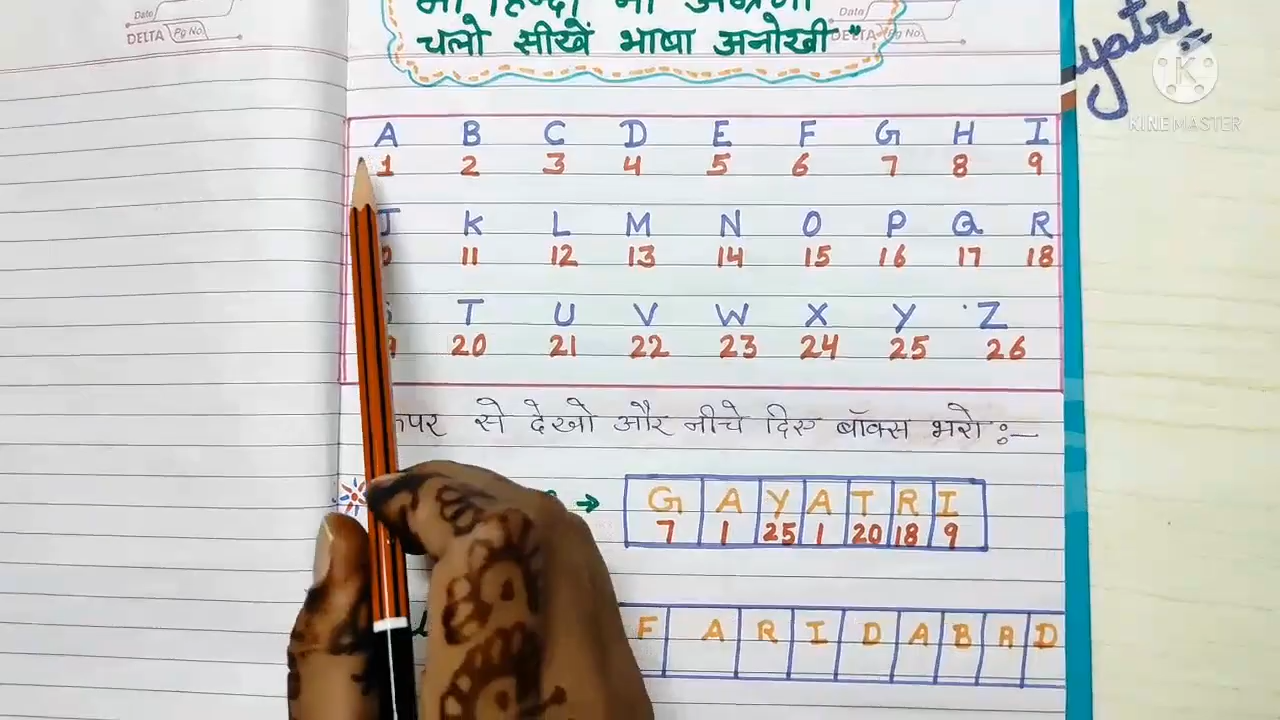 Date
DELTA Pg No
Date
DELTA Pg No
चलो सीखें भाषा अनोखी"
yatri
KINEMASTER
A B C D E F G H I
1 2 3 4 5 6 7 8 9
J K L M N O P Q R
11 12 13 14 15 16 17 18
T U V W X Y Z
20 21 22 23 24 25 26
ऊपर से देखो और नीचे दिए बॉक्स भरो :-
→ G A Y A T R I
7 1 25 1 20 18 9
F A R I D A B A D